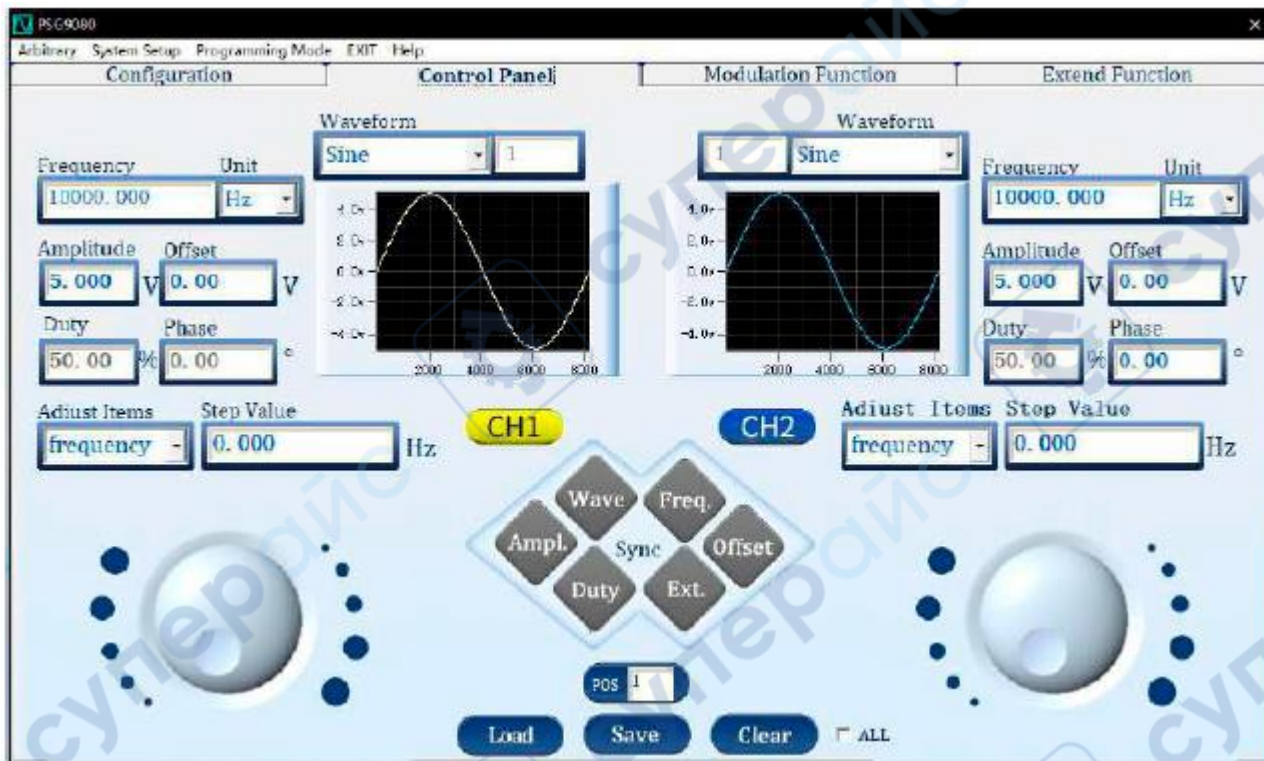 PSG9080
Arbitrary System Setup Programming Mode EXIT Help
Configuration Control Panel Modulation Function Extend Function
Waveform Waveform
Sine 1 1 Sine
Frequency Unit Frequency Unit
10000.000 Hz 10000.000 Hz
Amplitude Offset Amplitude Offset
5.000 V 0.00 V 5.000 V 0.00 V
Duty Phase Duty Phase
50.00 % 0.00 ° 50.00 % 0.00 °
2000 4000 6000 8000 2000 4000 6000 8000
Adjust Items Step Value Adjust Items Step Value
frequency 0.000 Hz frequency 0.000 Hz
CH1 CH2
Wave Freq.
Ampl. Sync Offset
Duty Ext.
POS 1
Load Save Clear ALL
суперайс